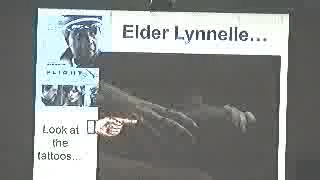 Elder Lynnelle...
FLIGHT
Look at
the
tattoos...